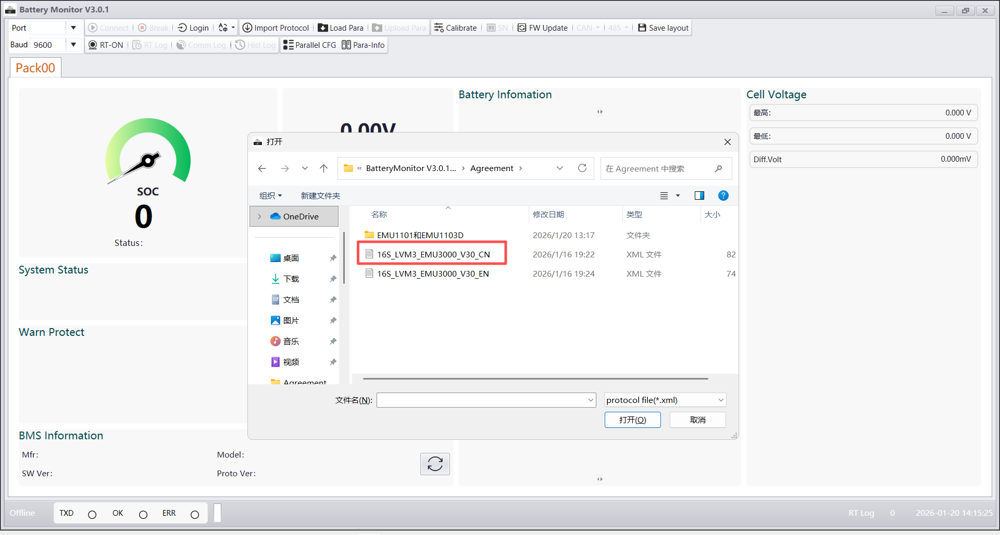 Battery Monitor V3.0.1
Port Connect Break Login Import Protocol Load Para Upload Para Calibrate SN FW Update CAN 485 Save layout
Baud 9600 RT-ON RT Log Comm Log Hist Log Parallel CFG Para-Info
Pack00
SOC
0
Status:
0.00V
Battery Infomation
Cell Voltage
最高: 0.000 V
最低: 0.000 V
Diff.Volt 0.000mV
System Status
Warn Protect
BMS Information
Mfr: Model:
SW Ver: Proto Ver:
打开
« BatteryMonitor V3.0.1... › Agreement ›
在 Agreement 中搜索
组织 新建文件夹
OneDrive
桌面
下载
文档
图片
音乐
视频
Agreement
名称 修改日期 类型 大小
EMU1101和EMU1103D 2026/1/20 13:17 文件夹
16S_LVM3_EMU3000_V30_CN 2026/1/16 19:22 XML 文件 82
16S_LVM3_EMU3000_V30_EN 2026/1/16 19:24 XML 文件 74
文件名(N): protocol file(*.xml)
打开(O) 取消
Offline TXD OK ERR RT Log 0 2026-01-20 14:15:25